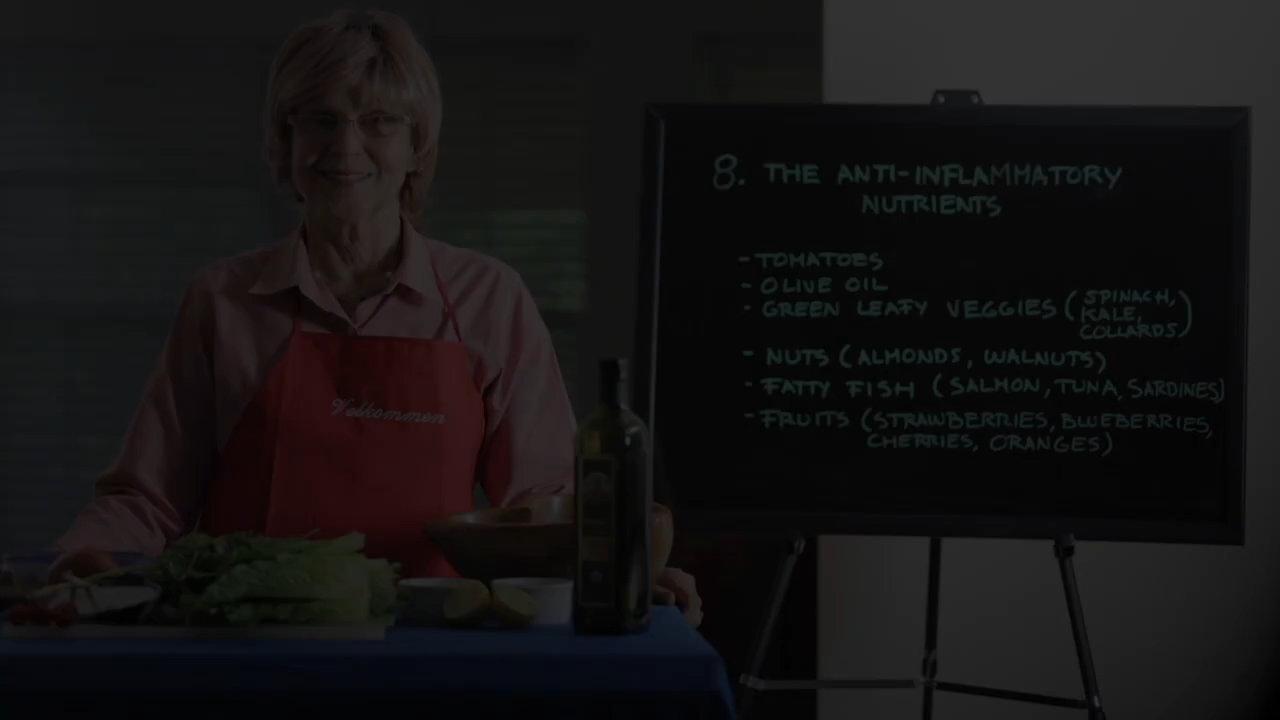 8. THE ANTI-INFLAMMATORY
NUTRIENTS
- TOMATOES
- OLIVE OIL
- GREEN LEAFY VEGGIES (SPINACH,
KALE,
COLLARDS)
- NUTS (ALMONDS, WALNUTS)
- FATTY FISH (SALMON, TUNA, SARDINES)
- FRUITS (STRAWBERRIES, BLUEBERRIES,
CHERRIES, ORANGES)
Velkommen